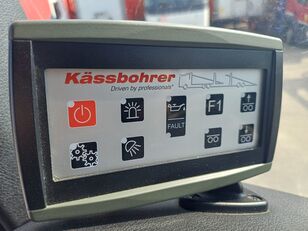 Kässbohrer
Driven by professionals
F1
FAULT